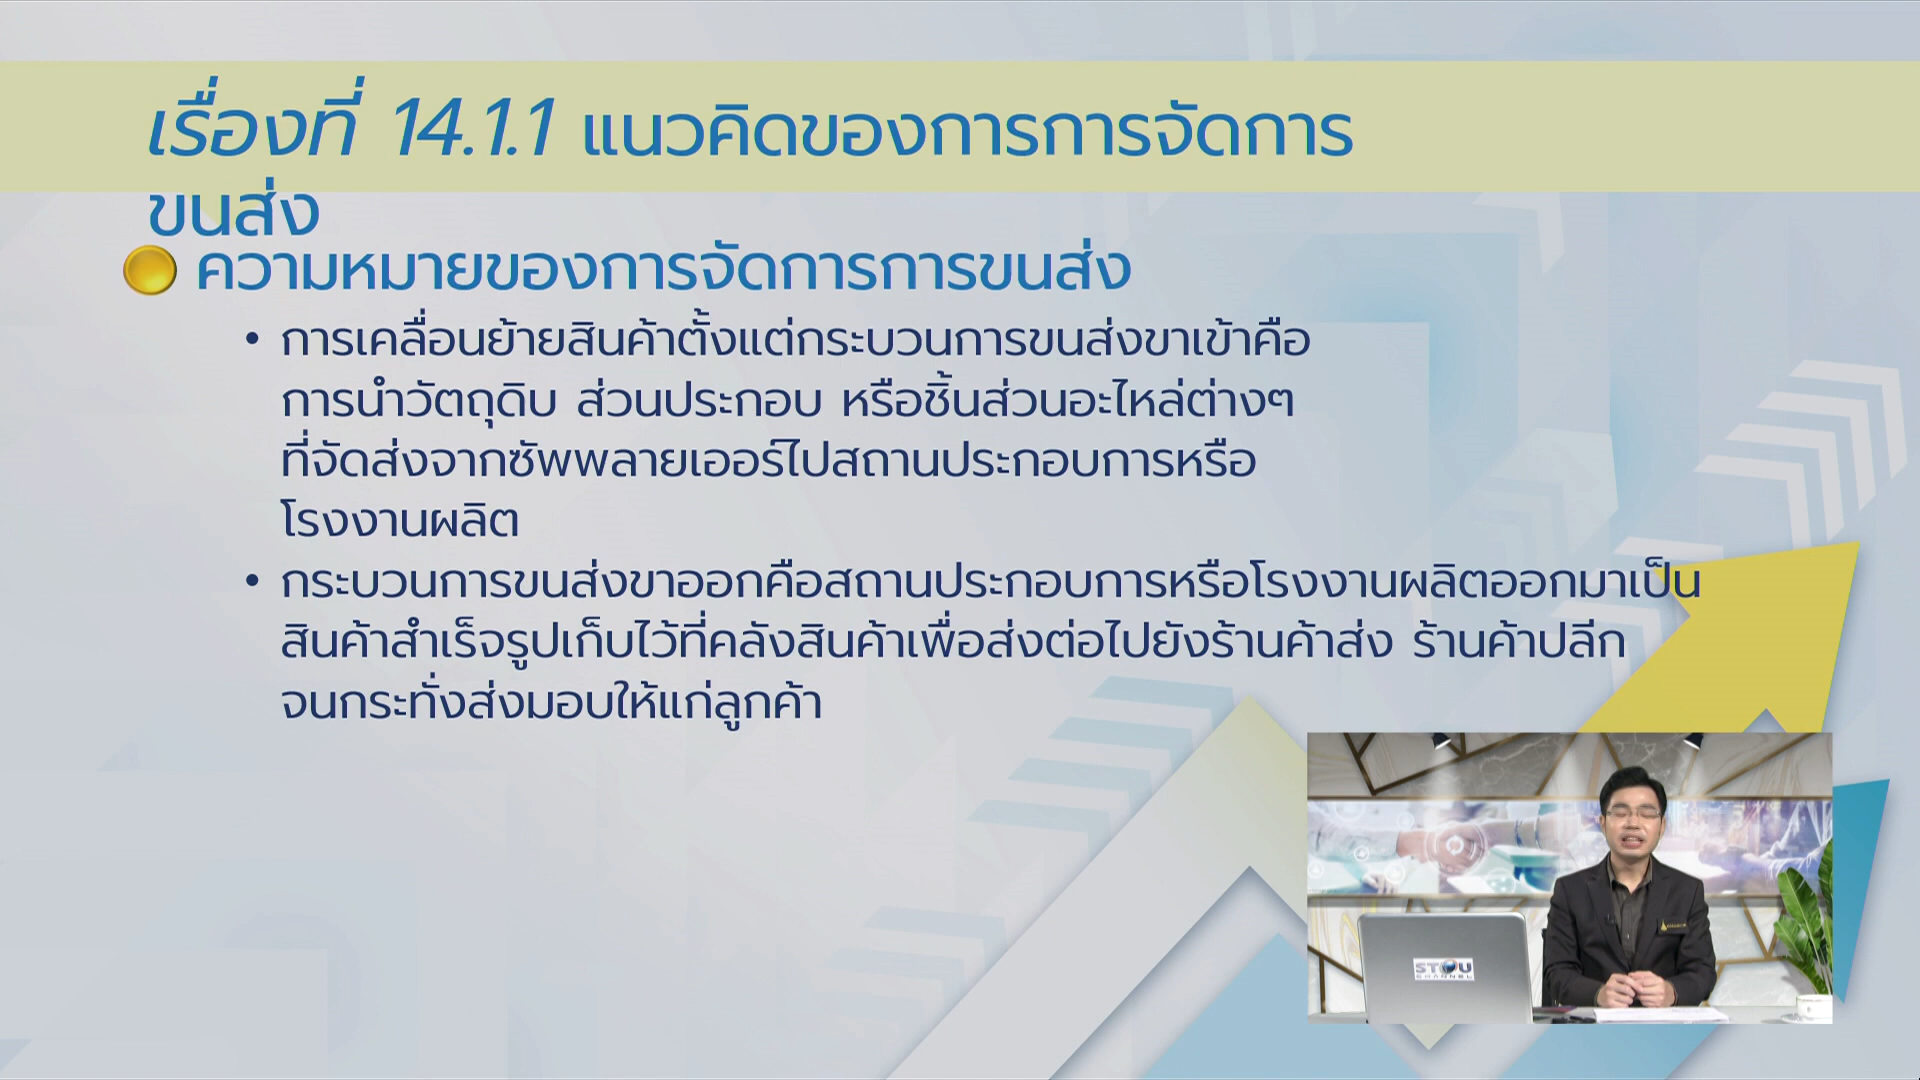 เรื่องที่ 14.1.1 แนวคิดของการการจัดการ
ขนส่ง
ความหมายของการจัดการการขนส่ง
• การเคลื่อนย้ายสินค้าตั้งแต่กระบวนการขนส่งขาเข้าคือ
การนำวัตถุดิบ ส่วนประกอบ หรือชิ้นส่วนอะไหล่ต่างๆ
ที่จัดส่งจากซัพพลายเออร์ไปสถานประกอบการหรือ
โรงงานผลิต
• กระบวนการขนส่งขาออกคือสถานประกอบการหรือโรงงานผลิตออกมาเป็น
สินค้าสำเร็จรูปเก็บไว้ที่คลังสินค้าเพื่อส่งต่อไปยังร้านค้าส่ง ร้านค้าปลีก
จนกระทั่งส่งมอบให้แก่ลูกค้า
STOU
CHANNEL